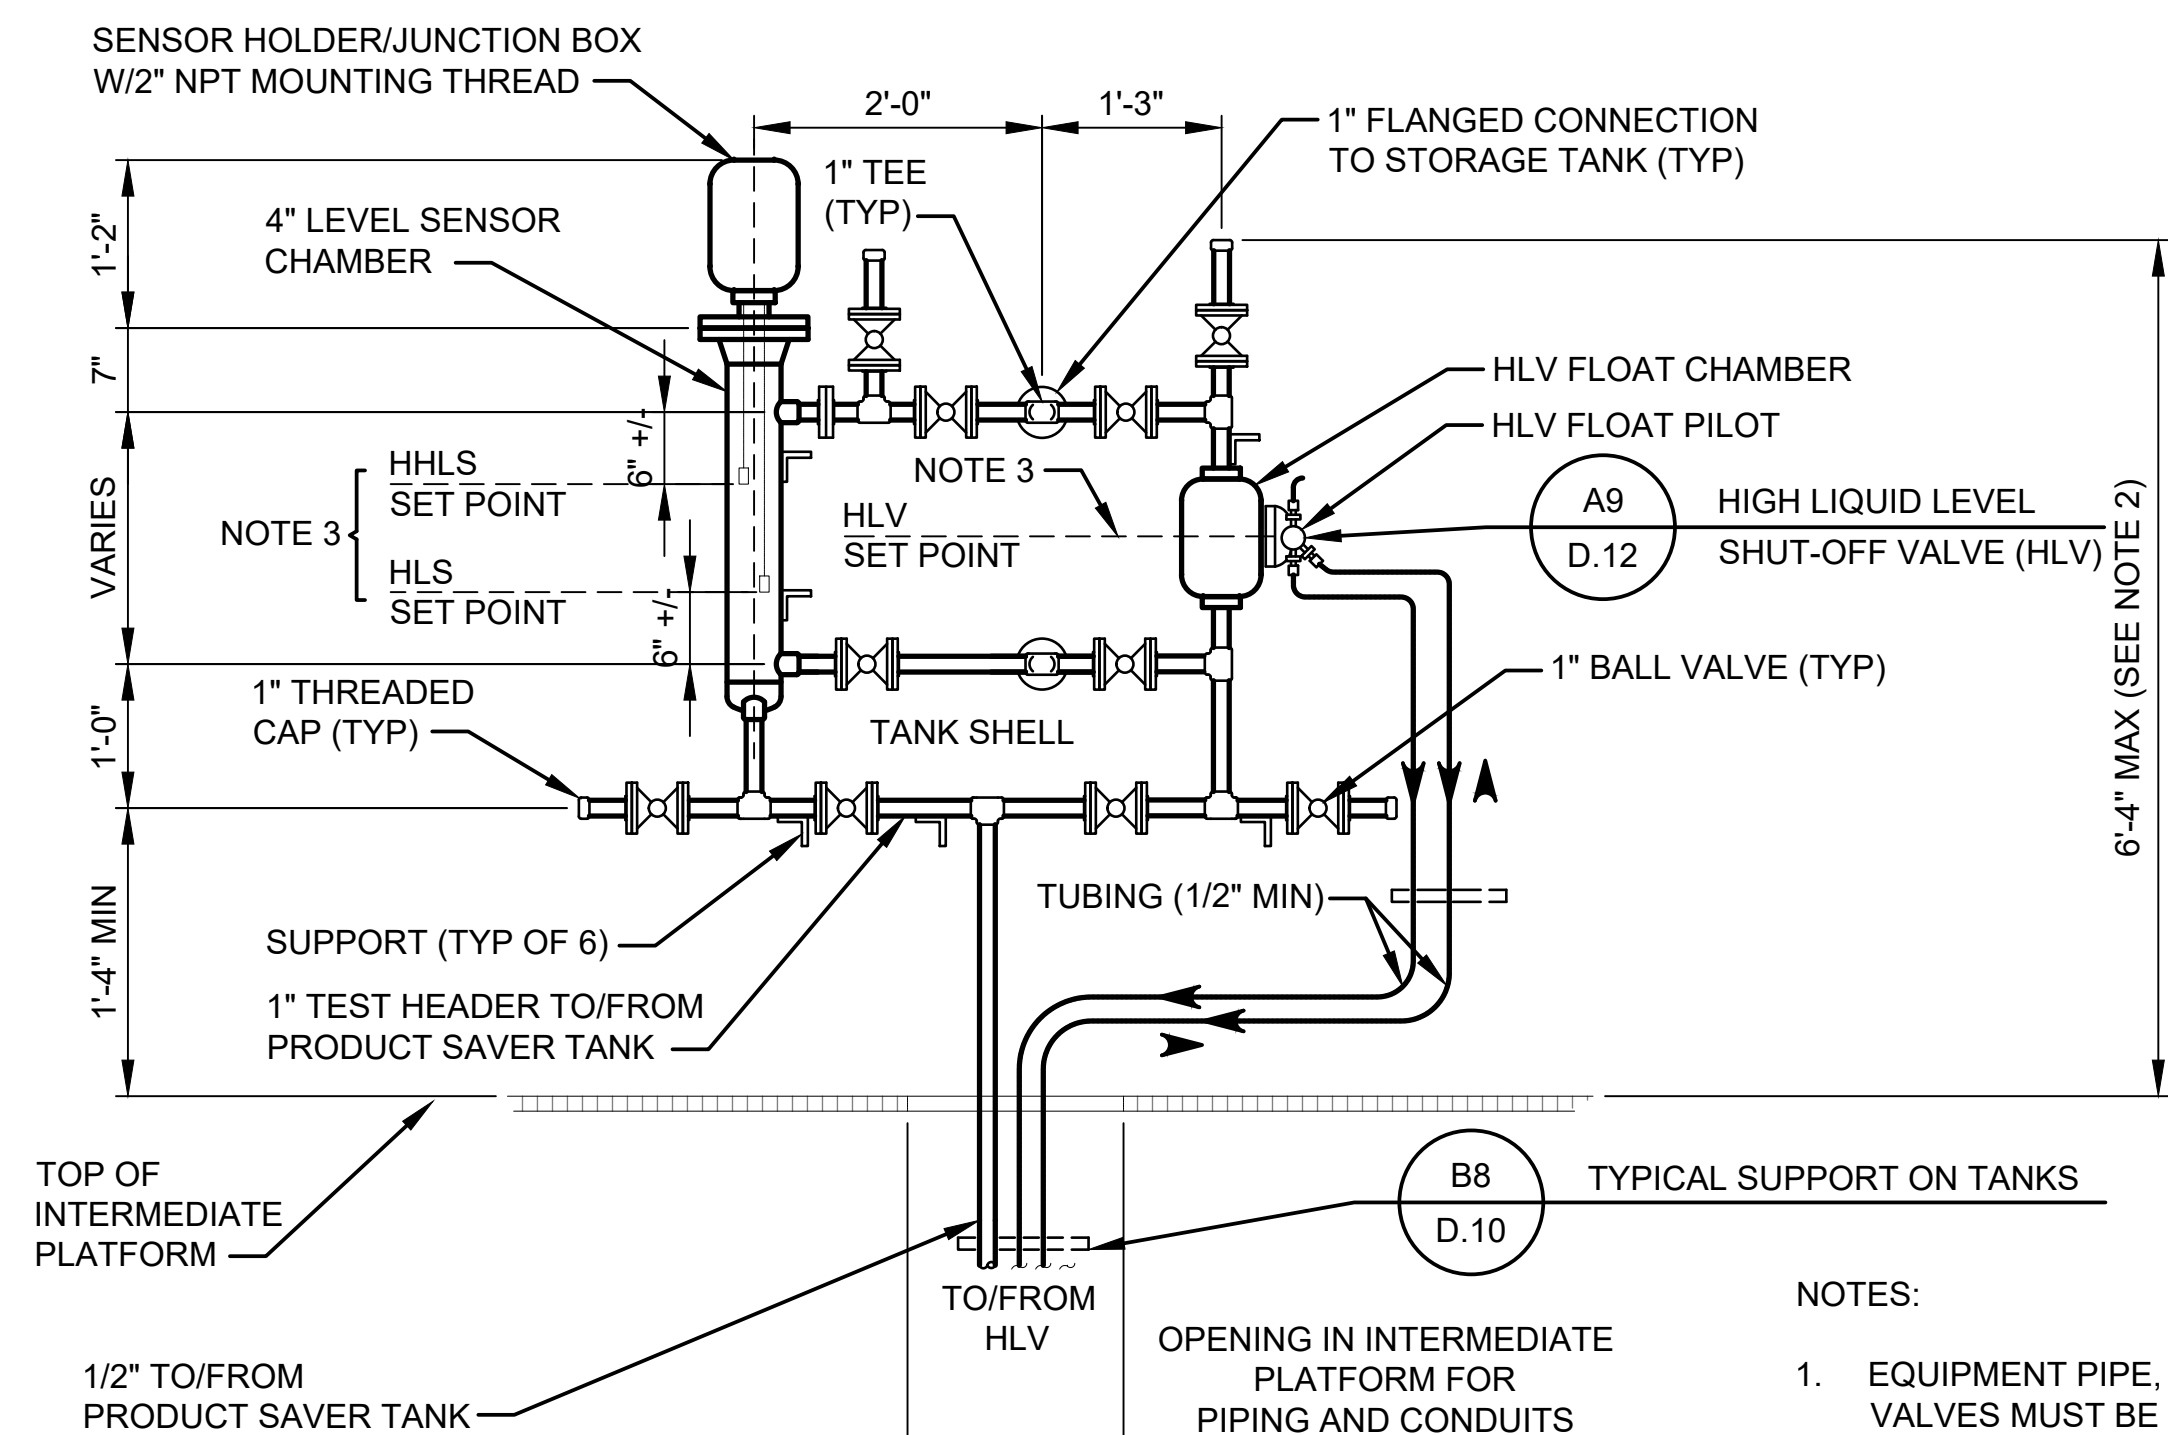 SENSOR HOLDER/JUNCTION BOX
W/2" NPT MOUNTING THREAD
2'-0"
1'-3"
1" FLANGED CONNECTION
TO STORAGE TANK (TYP)
1" TEE
(TYP)
4" LEVEL SENSOR
CHAMBER
1'-2"
7"
VARIES
1'-0"
1'-4" MIN
6" +/-
6" +/-
HHLS
SET POINT
NOTE 3
HLS
SET POINT
NOTE 3
HLV
SET POINT
HLV FLOAT CHAMBER
HLV FLOAT PILOT
A9
D.12
HIGH LIQUID LEVEL
SHUT-OFF VALVE (HLV)
6'-4" MAX (SEE NOTE 2)
1" BALL VALVE (TYP)
1" THREADED
CAP (TYP)
TANK SHELL
TUBING (1/2" MIN)
SUPPORT (TYP OF 6)
1" TEST HEADER TO/FROM
PRODUCT SAVER TANK
TOP OF
INTERMEDIATE
PLATFORM
B8
D.10
TYPICAL SUPPORT ON TANKS
TO/FROM
HLV
1/2" TO/FROM
PRODUCT SAVER TANK
OPENING IN INTERMEDIATE
PLATFORM FOR
PIPING AND CONDUITS
NOTES:
1. EQUIPMENT PIPE,
VALVES MUST BE